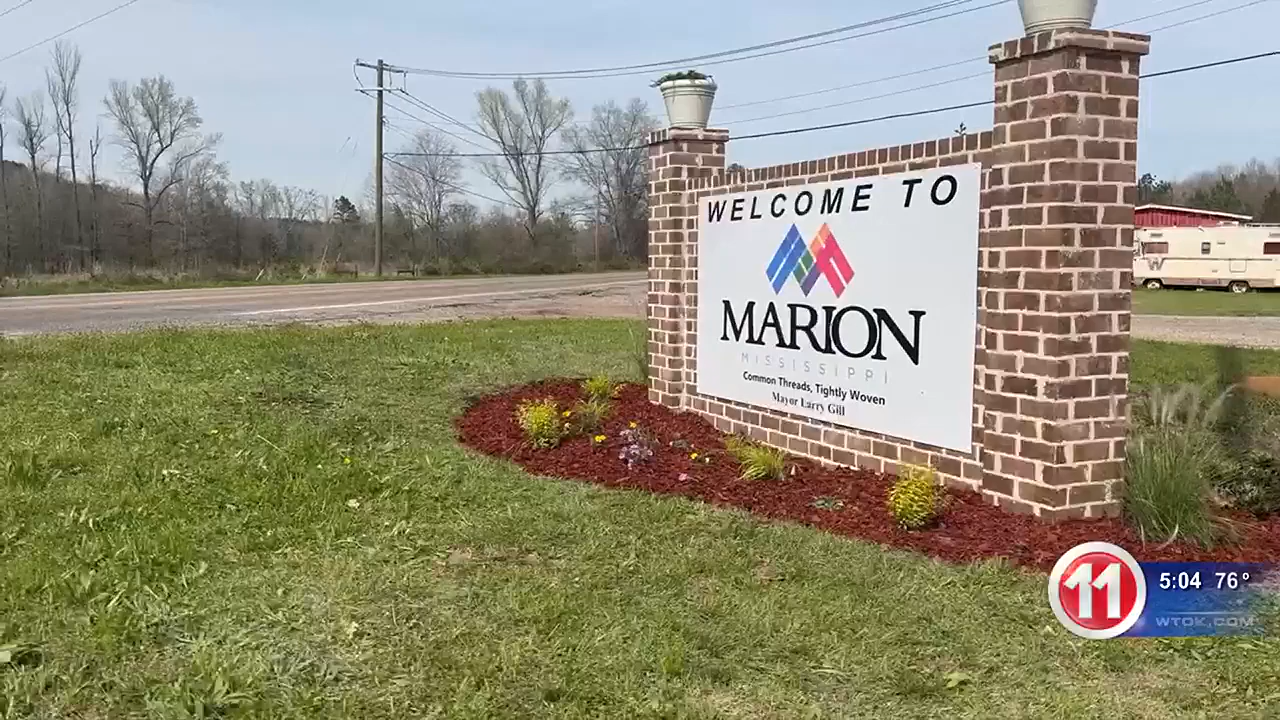 WELCOME TO
MARION
MISSISSIPPI
Common Threads, Tightly Woven
Mayor Larry Gill
11 5:04 76°
WTOK.COM
W